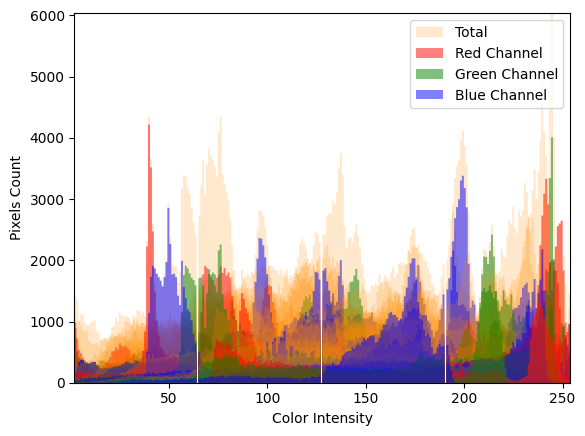 6000
5000
4000
3000
2000
1000
0
Pixels Count
50
100
150
200
250
Color Intensity
Total
Red Channel
Green Channel
Blue Channel